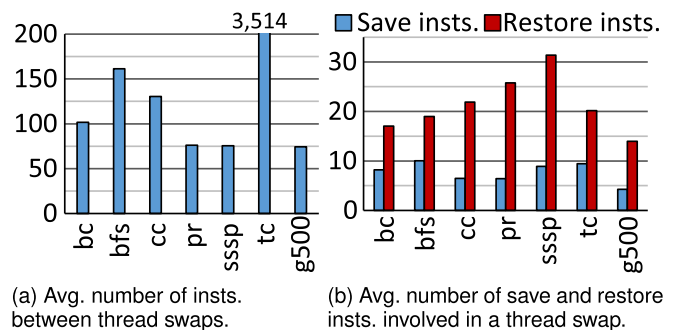 3,514
200
150
100
50
0
bc
bfs
cc
pr
sssp
tc
g500
(a) Avg. number of insts.
between thread swaps.
Save insts. Restore insts.
30
20
10
0
bc
bfs
cc
pr
sssp
tc
g500
(b) Avg. number of save and restore
insts. involved in a thread swap.